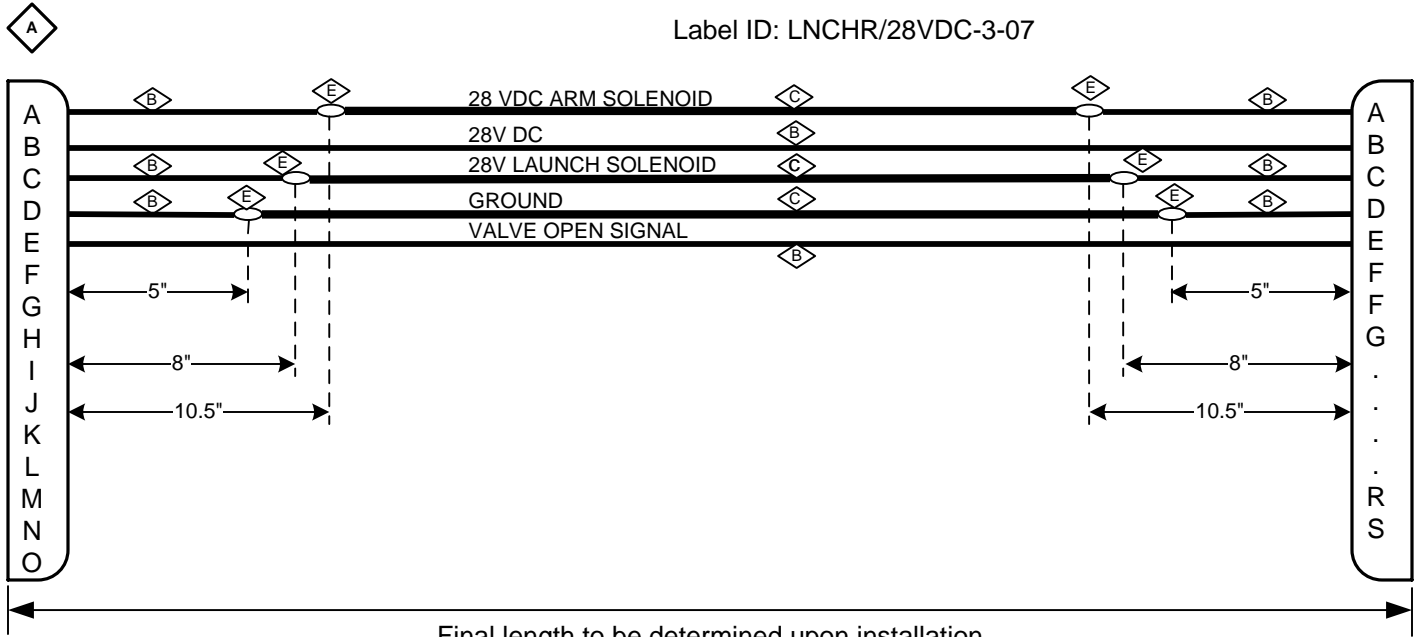 A
Label ID: LNCHR/28VDC-3-07
B E 28 VDC ARM SOLENOID C E B
28V DC B
B E 28V LAUNCH SOLENOID C E B
B E GROUND C E B
VALVE OPEN SIGNAL
B
A
B
C
D
E
F
G
H
I
J
K
L
M
N
O
A
B
C
D
E
F
F
G
.
.
.
.
R
S
5" 5"
8" 8"
10.5" 10.5"
Final length to be determined upon installation